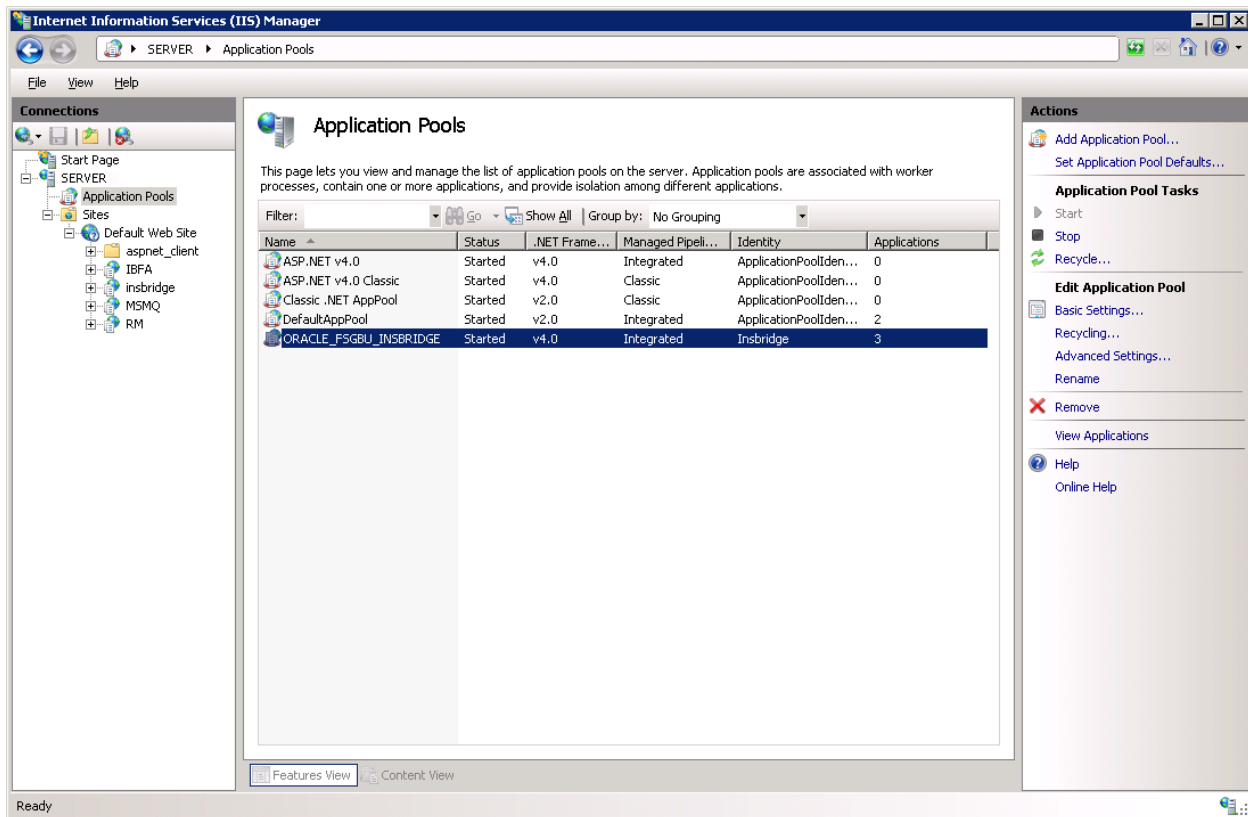 Internet Information Services (IIS) Manager
SERVER Application Pools
File View Help
Connections
Start Page
SERVER
Application Pools
Sites
Default Web Site
aspnet_client
IBFA
insbridge
MSMQ
RM
Application Pools
This page lets you view and manage the list of application pools on the server. Application pools are associated with worker
processes, contain one or more applications, and provide isolation among different applications.
Filter: Go Show All Group by: No Grouping
Name Status .NET Frame... Managed Pipeli... Identity Applications
ASP.NET v4.0 Started v4.0 Integrated ApplicationPoolIden... 0
ASP.NET v4.0 Classic Started v4.0 Classic ApplicationPoolIden... 0
Classic .NET AppPool Started v2.0 Classic ApplicationPoolIden... 0
DefaultAppPool Started v2.0 Integrated ApplicationPoolIden... 2
ORACLE_FSGBU_INSBRIDGE Started v4.0 Integrated Insbridge 3
Features View Content View
Actions
Add Application Pool...
Set Application Pool Defaults...
Application Pool Tasks
Start
Stop
Recycle...
Edit Application Pool
Basic Settings...
Recycling...
Advanced Settings...
Rename
Remove
View Applications
Help
Online Help
Ready